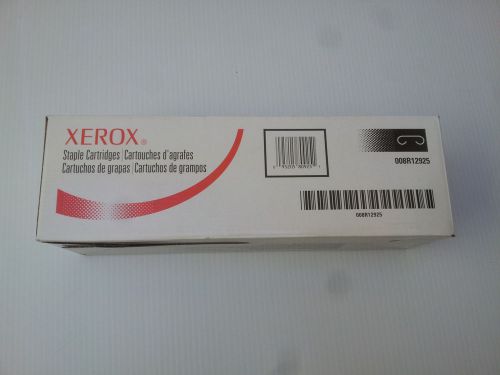 XEROX®
Staple Cartridges | Cartouches d'agrafes
Cartuchos de grapas | Cartuchos de grampos
008R12925
008R12925